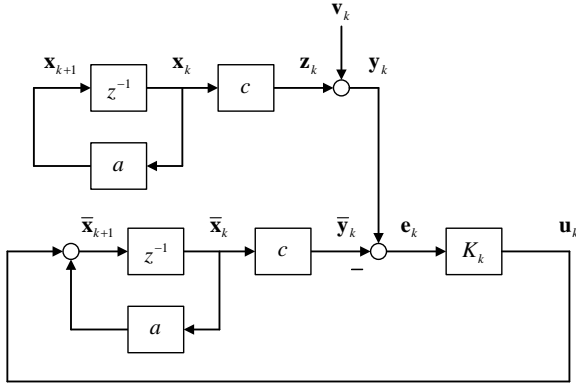 v_k
x_{k+1}
x_k
z_k
y_k
z^{-1}
c
a
x̄_{k+1}
x̄_k
ȳ_k
e_k
u_k
z^{-1}
c
–
K_k
a